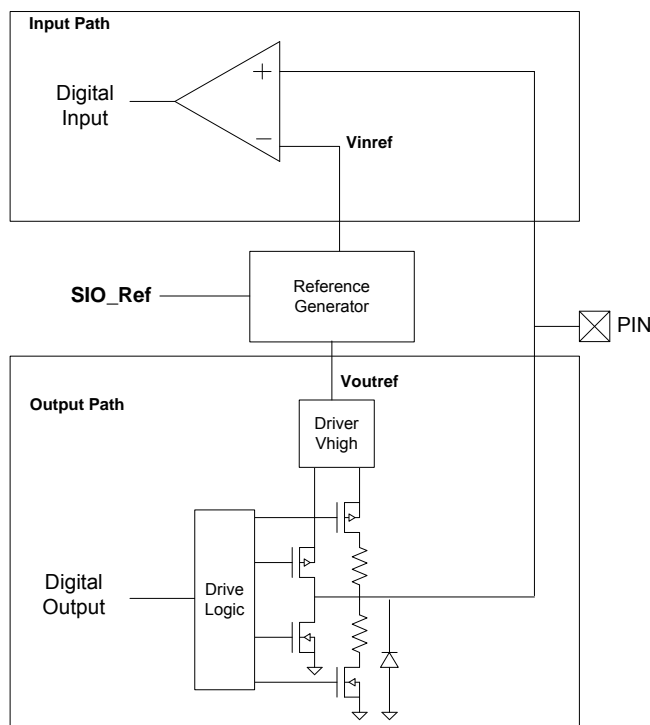 Input Path
Digital
Input
+
−
Vinref
SIO_Ref
Reference
Generator
PIN
Voutref
Output Path
Driver
Vhigh
Digital
Output
Drive
Logic